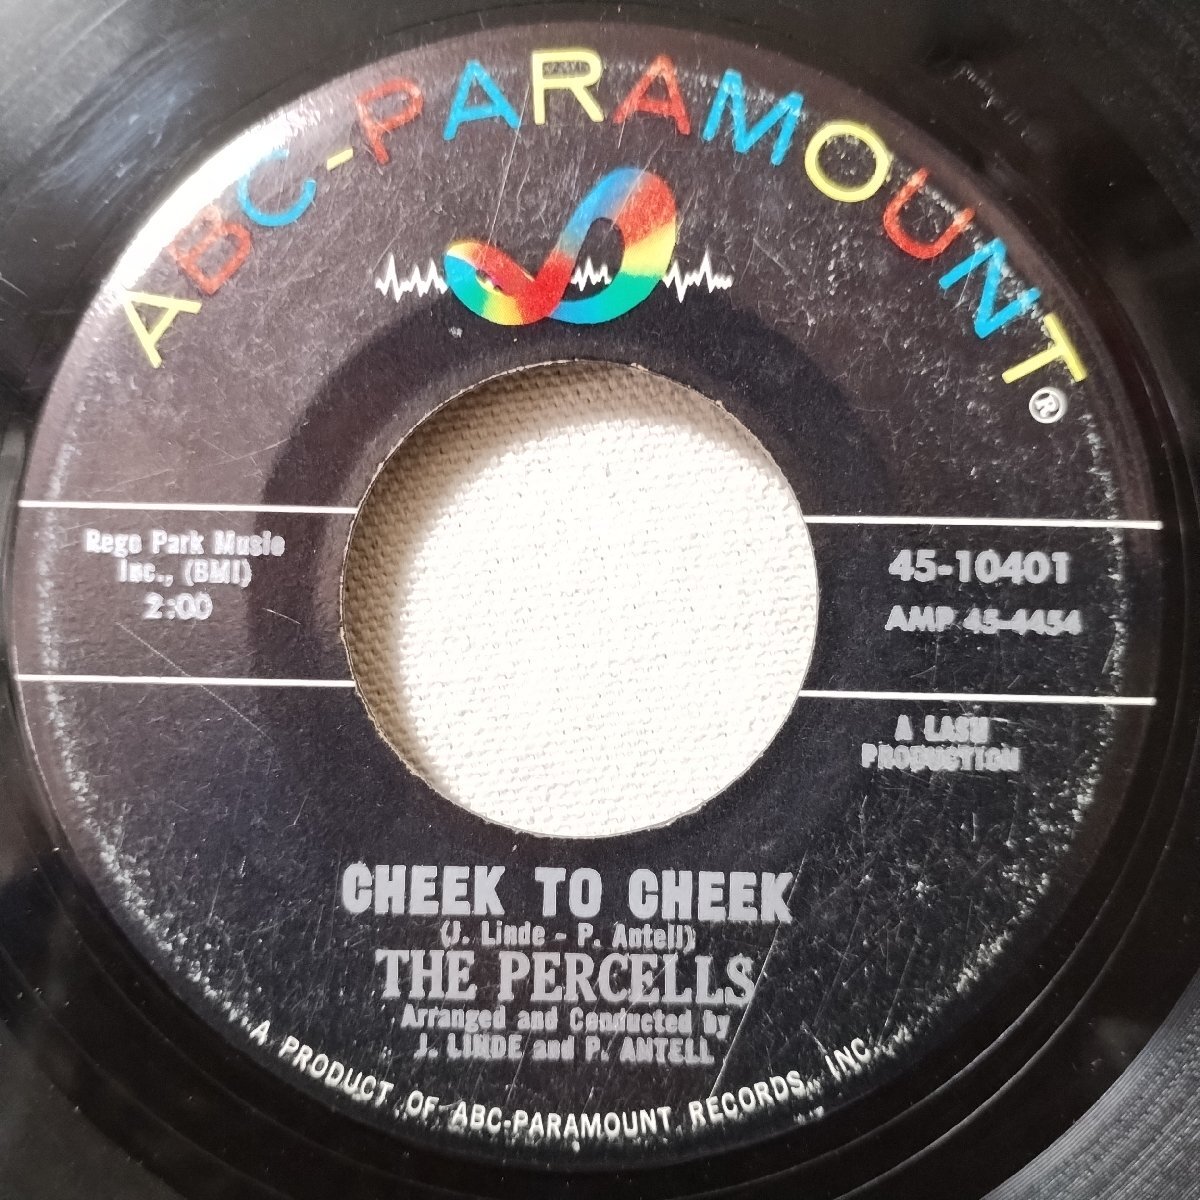 ABC-PARAMOUNT®
Rego Park Music
Inc., (BMI)
2:00
45-10401
AMP 45-4454
A LASH
PRODUCTION
CHEEK TO CHEEK
(J. Linde - P. Antell)
THE PERCELLS
Arranged and Conducted by
J. LINDE and P. ANTELL
A PRODUCT OF ABC-PARAMOUNT RECORDS, INC.